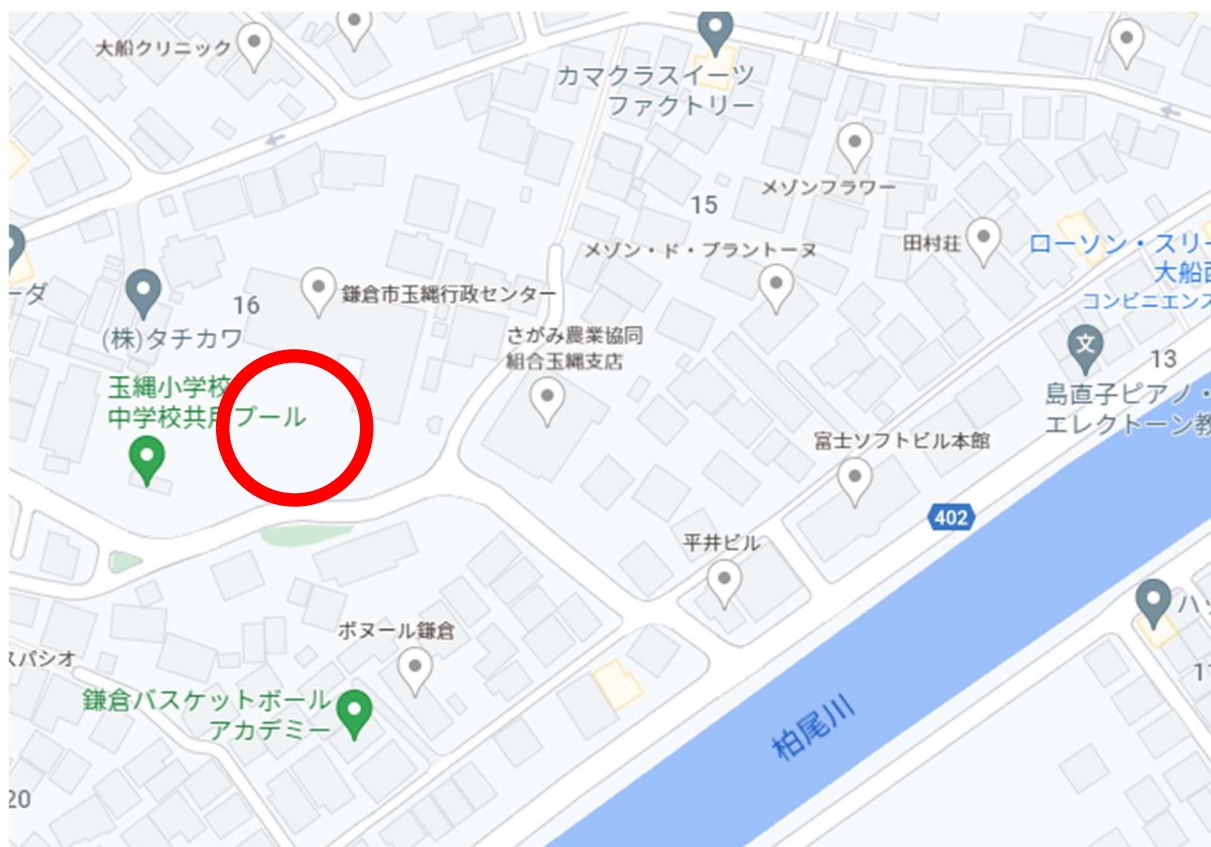 大船クリニック
カマクラスイーツ
ファクトリー
メゾンフラワー
15
メゾン・ド・プラントーヌ
田村荘
ローソン・スリー
大船西
コンビニエンス
ーダ
(株)タチカワ
16
鎌倉市玉縄行政センター
さがみ農業協同
組合玉縄支店
文
13
島直子ピアノ・
エレクトーン教
玉縄小学校
中学校共用プール
富士ソフトビル本館
402
平井ビル
ボヌール鎌倉
スパシオ
鎌倉バスケットボール
アカデミー
柏尾川
ハッ
11
20